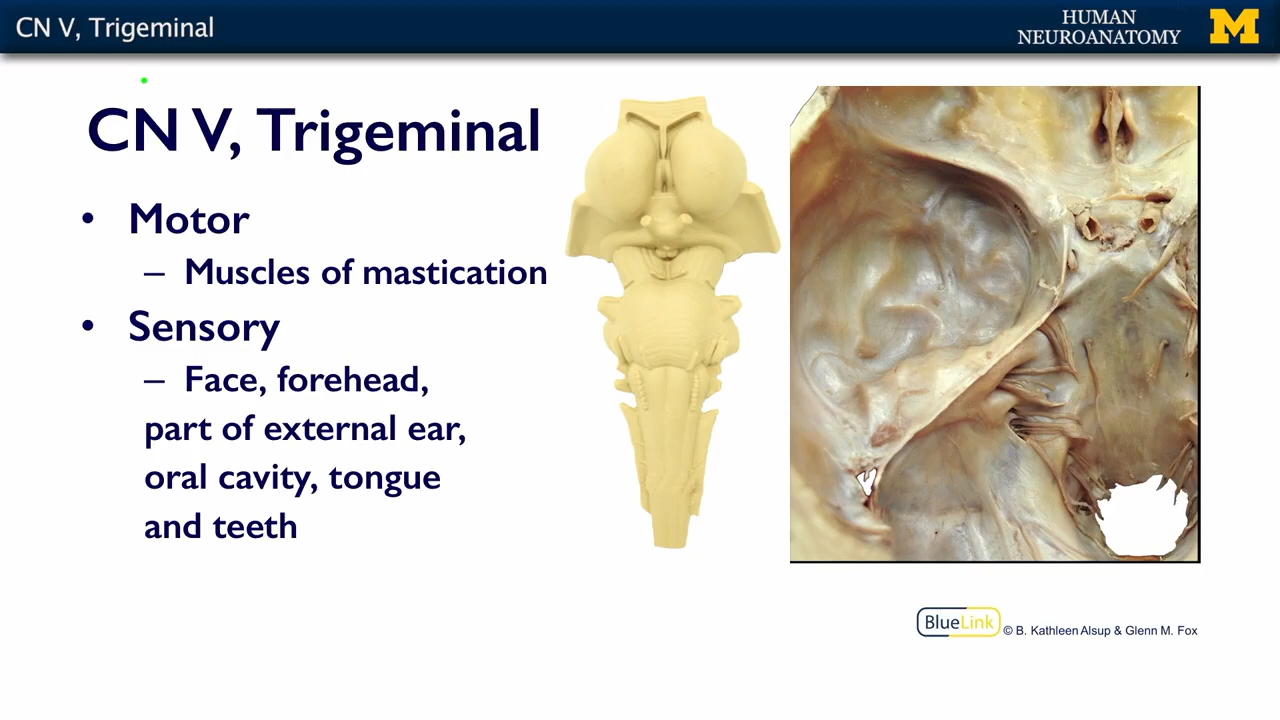 CN V, Trigeminal
HUMAN
NEUROANATOMY
M
CN V, Trigeminal
• Motor
– Muscles of mastication
• Sensory
– Face, forehead,
part of external ear,
oral cavity, tongue
and teeth
BlueLink © B. Kathleen Alsup & Glenn M. Fox